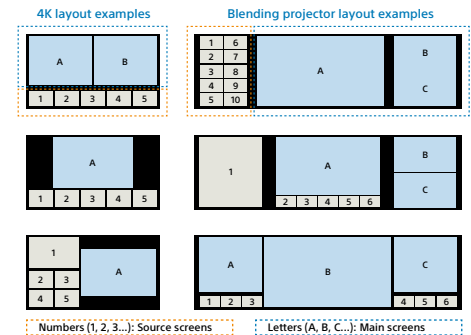 4K layout examples
Blending projector layout examples
A B
1 2 3 4 5
1 6
2 7
3 8
4 9
5 10
A
B
C
A
1 2 3 4 5
1
A
2 3 4 5 6
B
C
1
2 3
4 5
A
A
1 2 3
B
C
4 5 6
Numbers (1, 2, 3...): Source screens
Letters (A, B, C...): Main screens